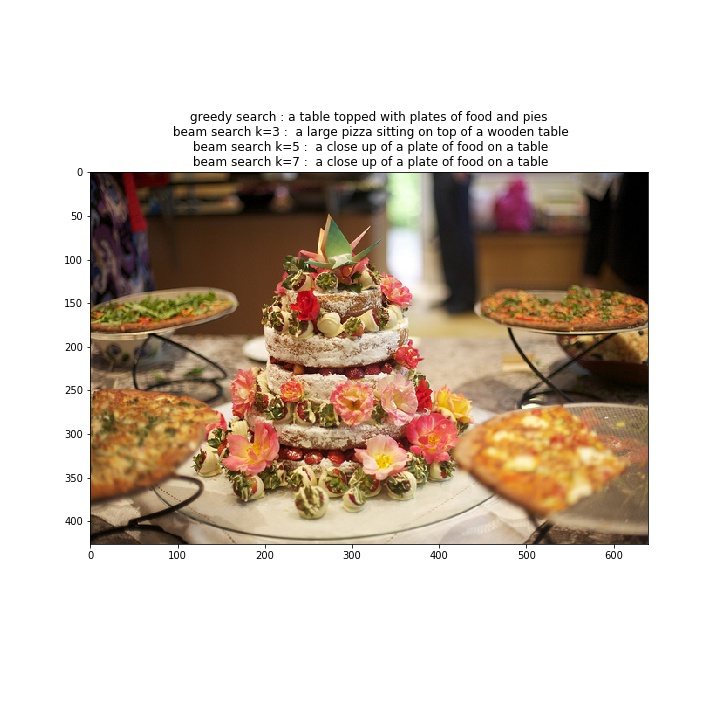 greedy search : a table topped with plates of food and pies
beam search k=3 :  a large pizza sitting on top of a wooden table
beam search k=5 :  a close up of a plate of food on a table
beam search k=7 :  a close up of a plate of food on a table
0
50
100
150
200
250
300
350
400
0 100 200 300 400 500 600